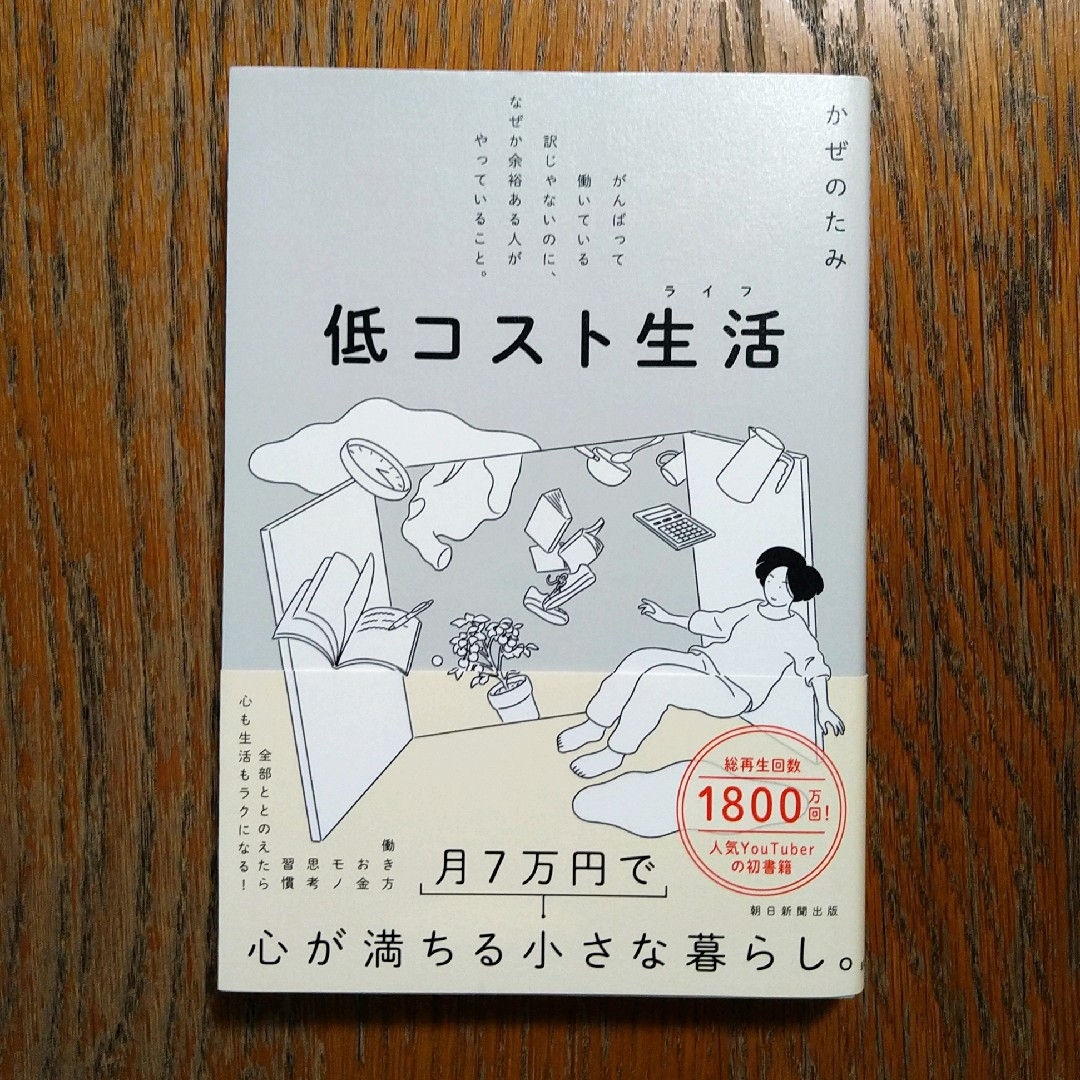 かぜのたみ
がんばって
働いている
訳じゃないのに、
なぜか余裕ある人が
やっていること。
ライフ
低コスト生活
総再生回数
1800万回!
人気YouTuber
の初書籍
働き方
お金
モノ
思考
習慣
全部ととのえたら
心も生活もラクになる!
月7万円で
心が満ちる小さな暮らし。
朝日新聞出版